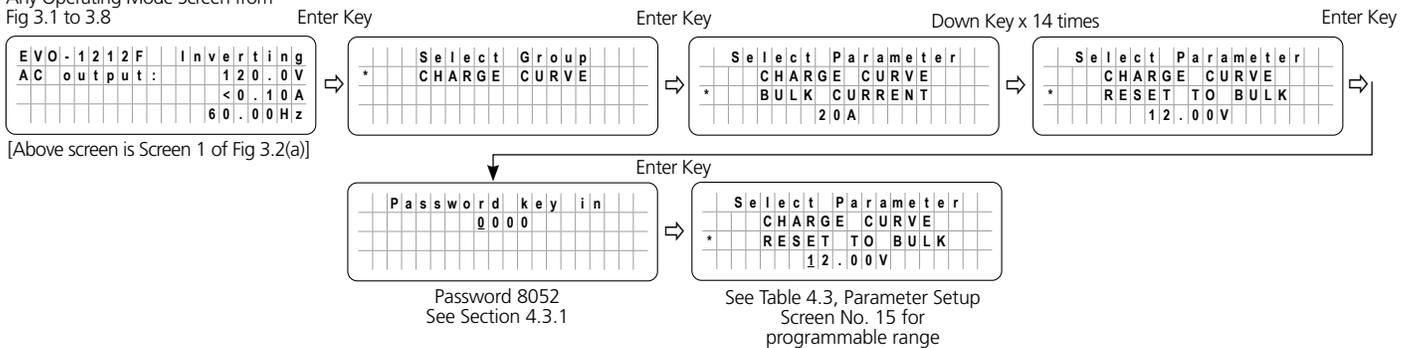 Any Operating Mode Screen from
Fig 3.1 to 3.8
Enter Key
Enter Key
Down Key x 14 times
Enter Key
EVO-1212F Inverting
AC output: 120.0V
<0.10A
60.00Hz
[Above screen is Screen 1 of Fig 3.2(a)]
Select Group
* CHARGE CURVE
Select Parameter
CHARGE CURVE
* BULK CURRENT
20A
Select Parameter
CHARGE CURVE
* RESET TO BULK
12.00V
Password key in
0000
Password 8052
See Section 4.3.1
Enter Key
Select Parameter
CHARGE CURVE
* RESET TO BULK
12.00V
See Table 4.3, Parameter Setup
Screen No. 15 for
programmable range